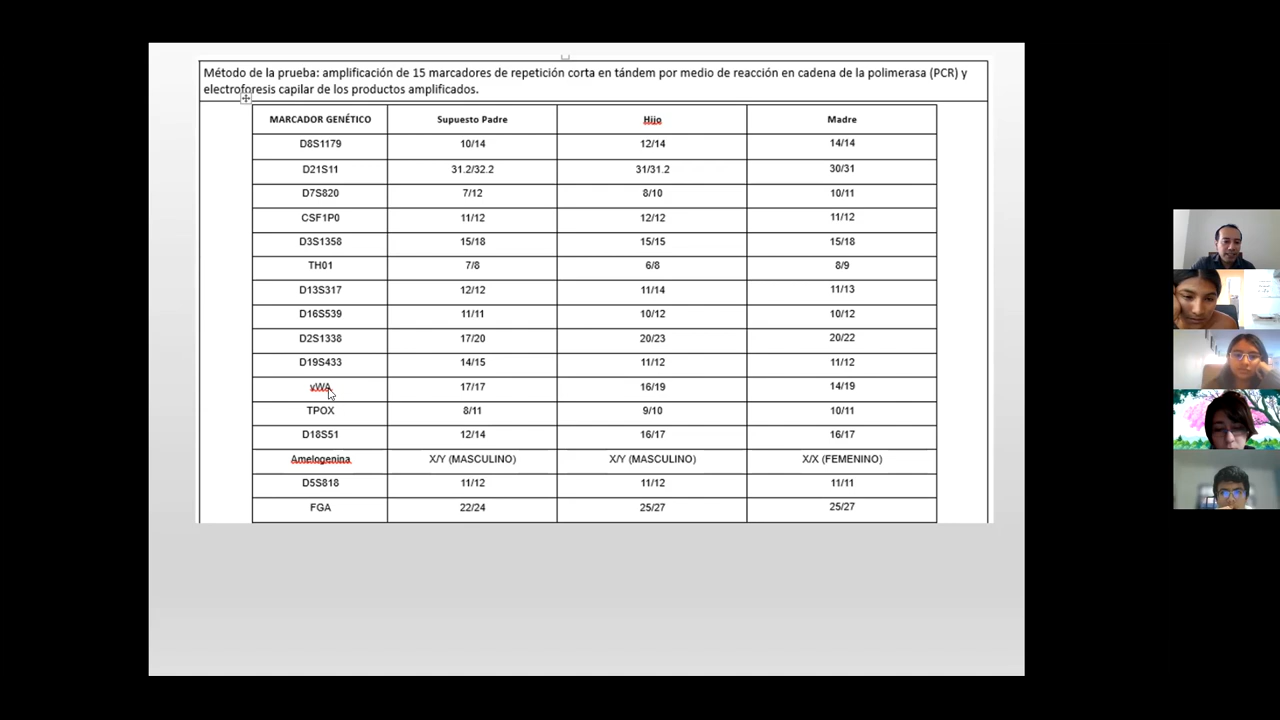 Método de la prueba: amplificación de 15 marcadores de repetición corta en tándem por medio de reacción en cadena de la polimerasa (PCR) y
electroforesis capilar de los productos amplificados.
MARCADOR GENÉTICO Supuesto Padre Hijo Madre
D8S1179 10/14 12/14 14/14
D21S11 31.2/32.2 31/31.2 30/31
D7S820 7/12 8/10 10/11
CSF1P0 11/12 12/12 11/12
D3S1358 15/18 15/15 15/18
TH01 7/8 6/8 8/9
D13S317 12/12 11/14 11/13
D16S539 11/11 10/12 10/12
D2S1338 17/20 20/23 20/22
D19S433 14/15 11/12 11/12
vWA 17/17 16/19 14/19
TPOX 8/11 9/10 10/11
D18S51 12/14 16/17 16/17
Amelogenina X/Y (MASCULINO) X/Y (MASCULINO) X/X (FEMENINO)
D5S818 11/12 11/12 11/11
FGA 22/24 25/27 25/27